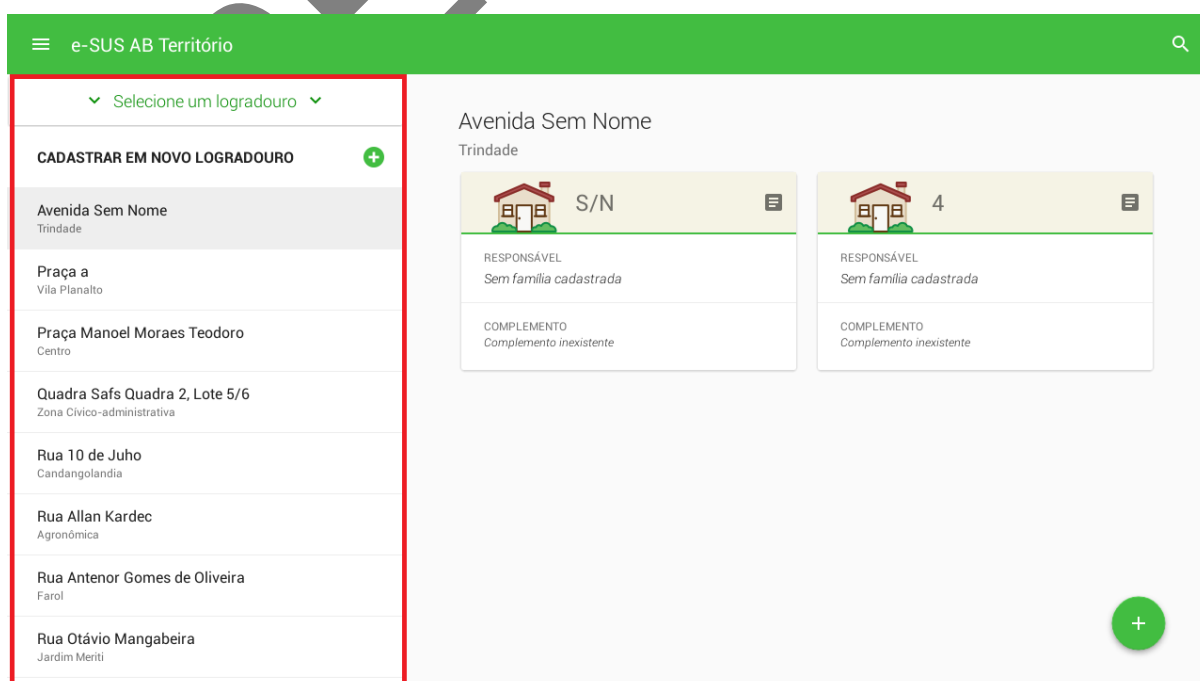 e-SUS AB Território
Selecione um logradouro
CADASTRAR EM NOVO LOGRADOURO
Avenida Sem Nome
Trindade
Praça a
Vila Planalto
Praça Manoel Moraes Teodoro
Centro
Quadra Safs Quadra 2, Lote 5/6
Zona Cívico-administrativa
Rua 10 de Juho
Candangolandia
Rua Allan Kardec
Agronômica
Rua Antenor Gomes de Oliveira
Farol
Rua Otávio Mangabeira
Jardim Meriti
Avenida Sem Nome
Trindade
S/N
RESPONSÁVEL
Sem família cadastrada
COMPLEMENTO
Complemento inexistente
4
RESPONSÁVEL
Sem família cadastrada
COMPLEMENTO
Complemento inexistente